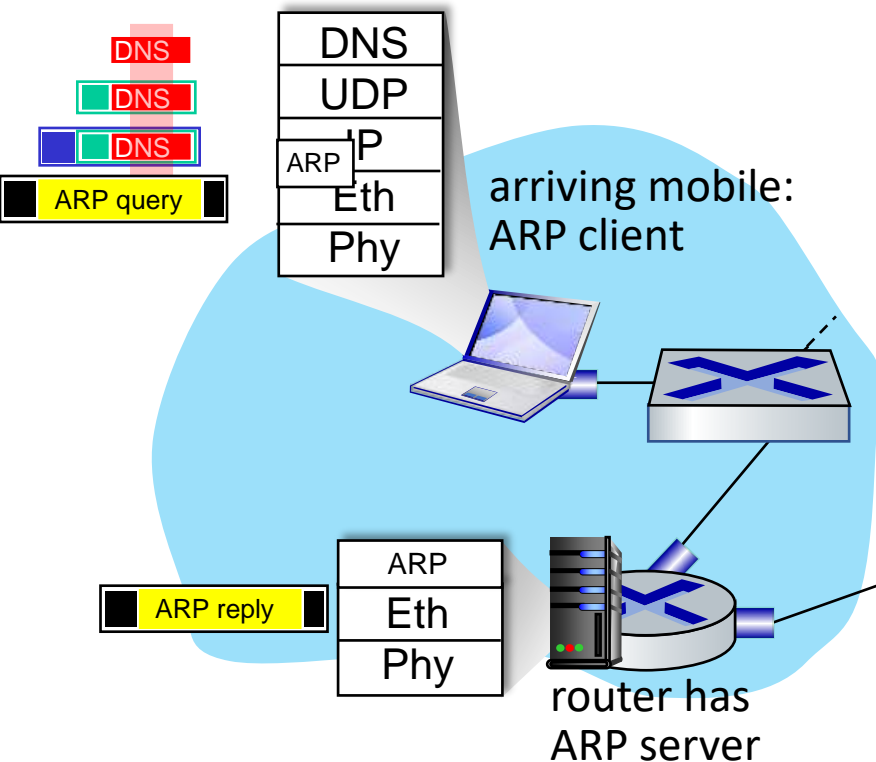 DNS
DNS
DNS
ARP query
DNS
UDP
IP
ARP
Eth
Phy
arriving mobile:
ARP client
ARP reply
ARP
Eth
Phy
router has
ARP server